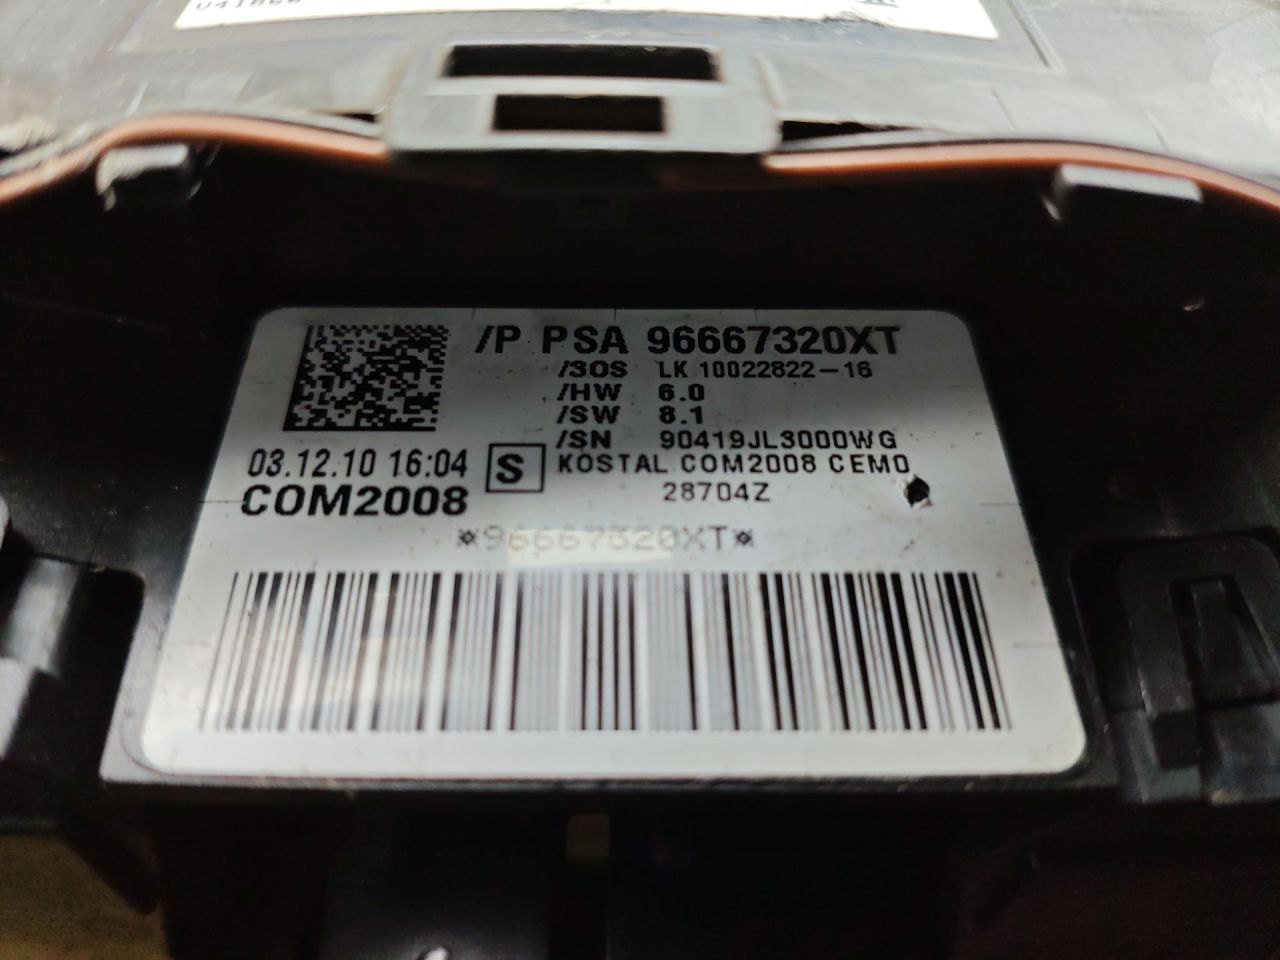 /P PSA 96667320XT
/3OS LK 10022822-16
/HW 6.0
/SW 8.1
/SN 90419JL3000WG
03.12.10 16:04 S KOSTAL COM2008 CEM0
COM2008 28704Z
*96667320XT*